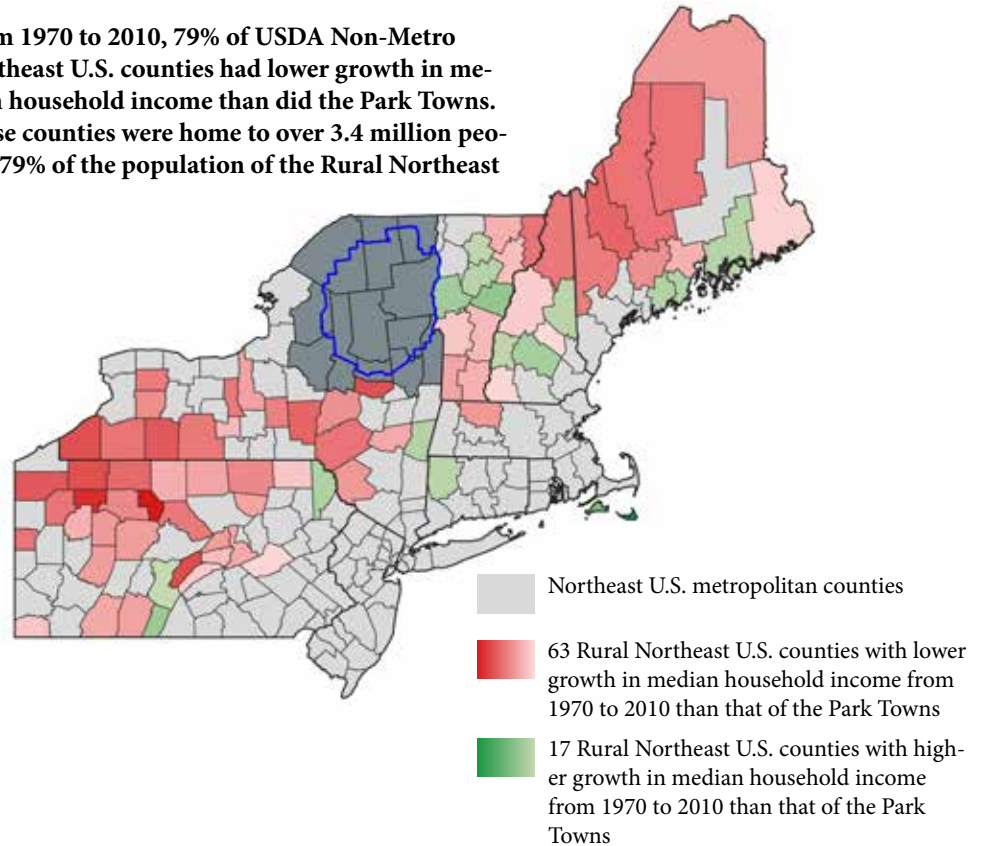 m 1970 to 2010, 79% of USDA Non-Metro
theast U.S. counties had lower growth in me-
n household income than did the Park Towns.
se counties were home to over 3.4 million peo-
79% of the population of the Rural Northeast
Northeast U.S. metropolitan counties
63 Rural Northeast U.S. counties with lower
growth in median household income from
1970 to 2010 than that of the Park Towns
17 Rural Northeast U.S. counties with high-
er growth in median household income
from 1970 to 2010 than that of the Park
Towns